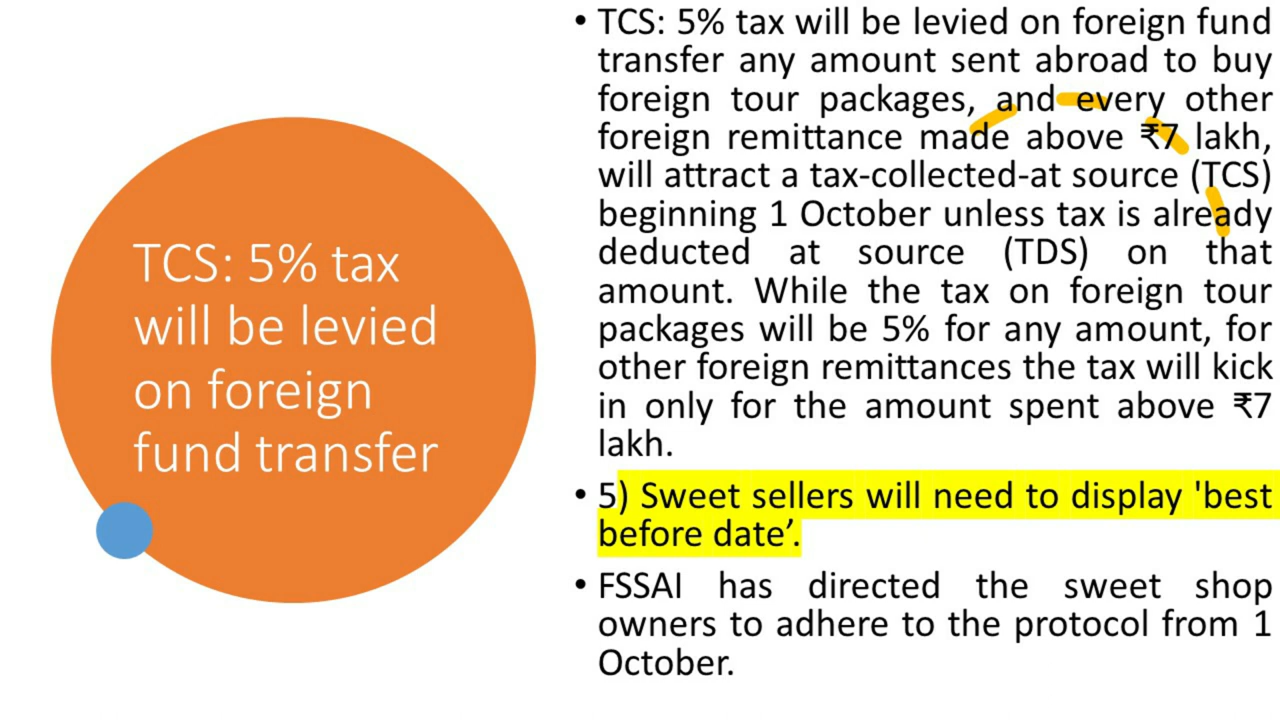 TCS: 5% tax
will be levied
on foreign
fund transfer
• TCS: 5% tax will be levied on foreign fund
transfer any amount sent abroad to buy
foreign tour packages, and every other
foreign remittance made above ₹7 lakh,
will attract a tax-collected-at source (TCS)
beginning 1 October unless tax is already
deducted at source (TDS) on that
amount. While the tax on foreign tour
packages will be 5% for any amount, for
other foreign remittances the tax will kick
in only for the amount spent above ₹7
lakh.
• 5) Sweet sellers will need to display 'best
before date’.
• FSSAI has directed the sweet shop
owners to adhere to the protocol from 1
October.